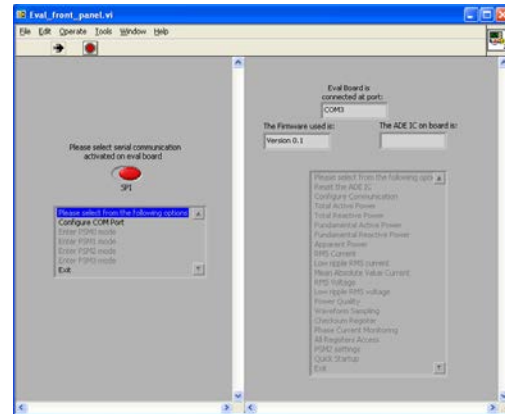 Eval_front_panel.vi
File Edit Operate Tools Window Help
Please select serial communication
activated on eval board
SPI
Please select from the following options
Configure COM Port
Enter PSM0 mode
Enter PSM1 mode
Enter PSM2 mode
Enter PSM3 mode
Exit
Eval Board is
connected at port:
COM3
The Firmware used is:
The ADE IC on board is:
Version 0.1
Please select from the following opti
Reset the ADE IC
Configure Communication
Total Active Power
Total Reactive Power
Fundamental Active Power
Fundamental Reactive Power
Apparent Power
RMS Current
Low ripple RMS current
Mean Absolute Value Current
RMS Voltage
Low ripple RMS voltage
Power Quality
Waveform Sampling
Checksum Register
Phase Current Monitoring
All Registers Access
PSM2 settings
Quick Startup
Exit